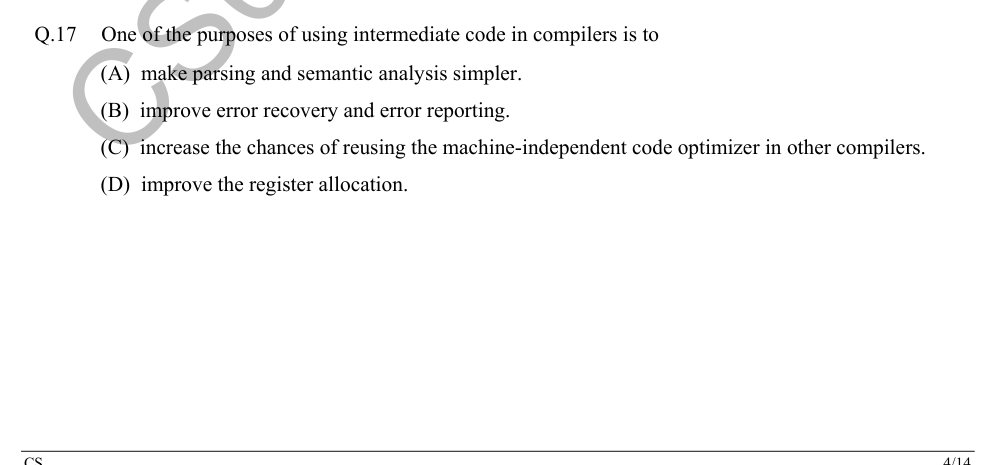 Q.17 One of the purposes of using intermediate code in compilers is to
(A) make parsing and semantic analysis simpler.
(B) improve error recovery and error reporting.
(C) increase the chances of reusing the machine-independent code optimizer in other compilers.
(D) improve the register allocation.
CS 4/14